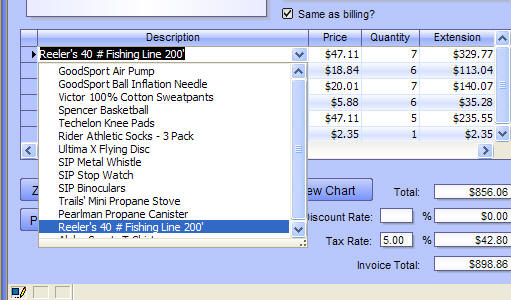 Same as billing?
Description Price Quantity Extension
Reeler's 40 # Fishing Line 200' $47.11 7 $329.77
GoodSport Air Pump $18.84 6 $113.04
GoodSport Ball Inflation Needle $20.01 7 $140.07
Victor 100% Cotton Sweatpants $5.88 6 $35.28
Spencer Basketball $47.11 5 $235.55
Techelon Knee Pads $2.35 1 $2.35
Rider Athletic Socks - 3 Pack
Ultima X Flying Disc
SIP Metal Whistle
SIP Stop Watch
SIP Binoculars
Z ew Chart Total: $856.06
Trails' Mini Propane Stove
Pearlman Propane Canister
P iscount Rate: % $0.00
Reeler's 40 # Fishing Line 200'
Tax Rate: 5.00 % $42.80
Invoice Total: $898.86